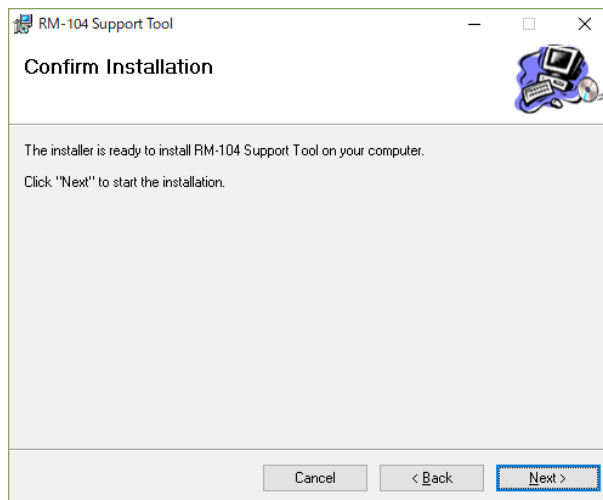 RM-104 Support Tool
Confirm Installation
The installer is ready to install RM-104 Support Tool on your computer.
Click "Next" to start the installation.
Cancel
< Back
Next >